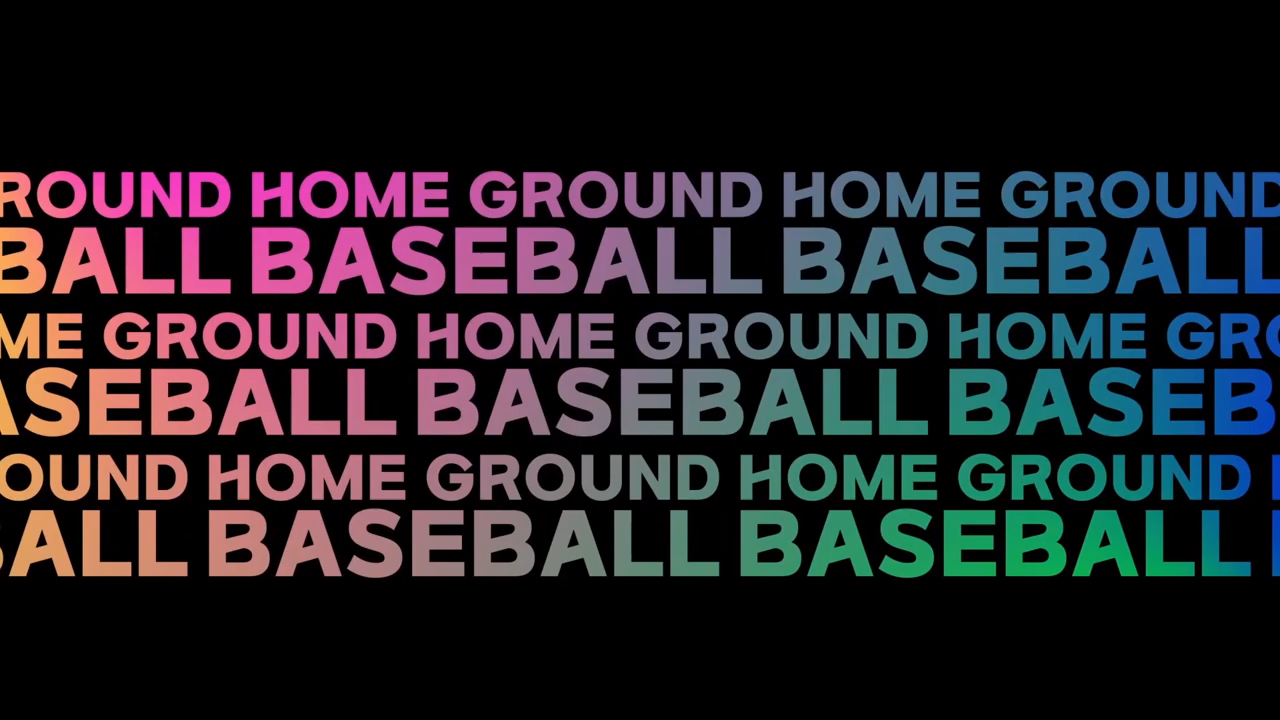 ROUND HOME GROUND HOME GROUND
BALL BASEBALL BASEBALL
ME GROUND HOME GROUND HOME GRO
ASEBALL BASEBALL BASEB
OUND HOME GROUND HOME GROUND
BALL BASEBALL BASEBALL